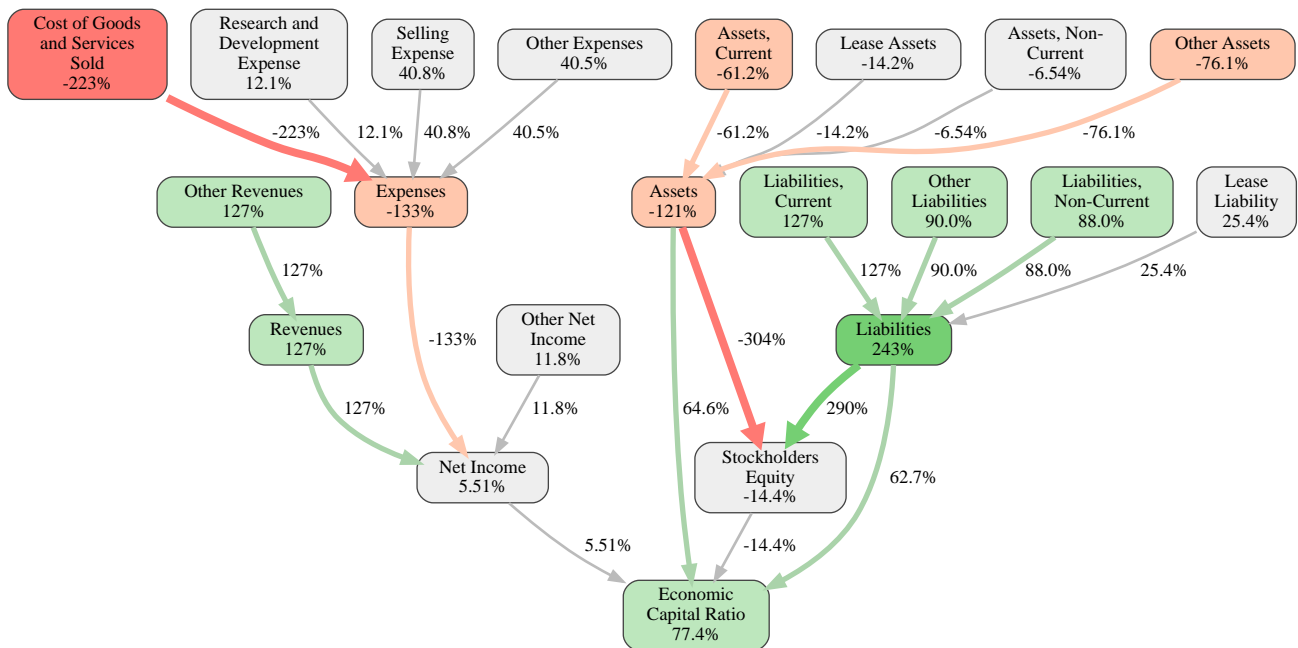 Cost of Goods
and Services
Sold
-223%
Research and
Development
Expense
12.1%
Selling
Expense
40.8%
Other Expenses
40.5%
Assets,
Current
-61.2%
Lease Assets
-14.2%
Assets, Non-
Current
-6.54%
Other Assets
-76.1%
-223%
12.1%
40.8%
40.5%
-61.2%
-14.2%
-6.54%
-76.1%
Other Revenues
127%
Expenses
-133%
Assets
-121%
Liabilities,
Current
127%
Other
Liabilities
90.0%
Liabilities,
Non-Current
88.0%
Lease
Liability
25.4%
127%
127%
90.0%
88.0%
25.4%
Revenues
127%
-133%
Other Net
Income
11.8%
-304%
Liabilities
243%
127%
11.8%
64.6%
290%
Net Income
5.51%
Stockholders
Equity
-14.4%
62.7%
5.51%
-14.4%
Economic
Capital Ratio
77.4%